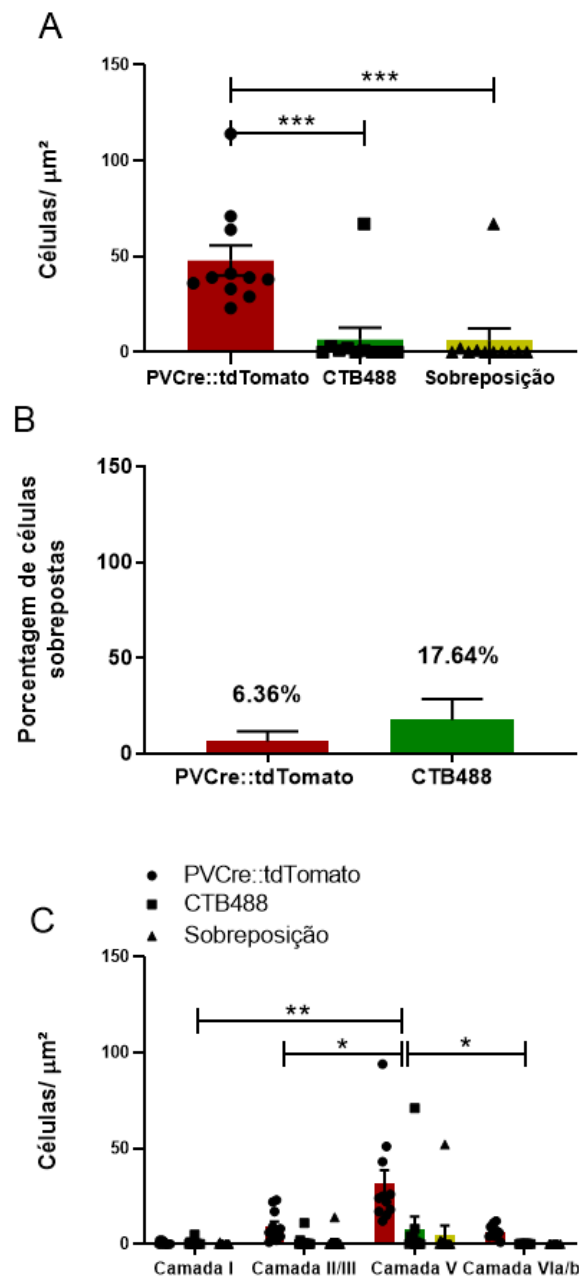 A
Células/ μm²
150
100
50
0
***
***
PVCre::tdTomato CTB488 Sobreposição
B
Porcentagem de células
sobrepostas
150
100
50
0
6.36%
17.64%
PVCre::tdTomato CTB488
PVCre::tdTomato
CTB488
Sobreposição
C
Células/ μm²
150
100
50
0
**
*
*
Camada I Camada II/III Camada V Camada VIa/b